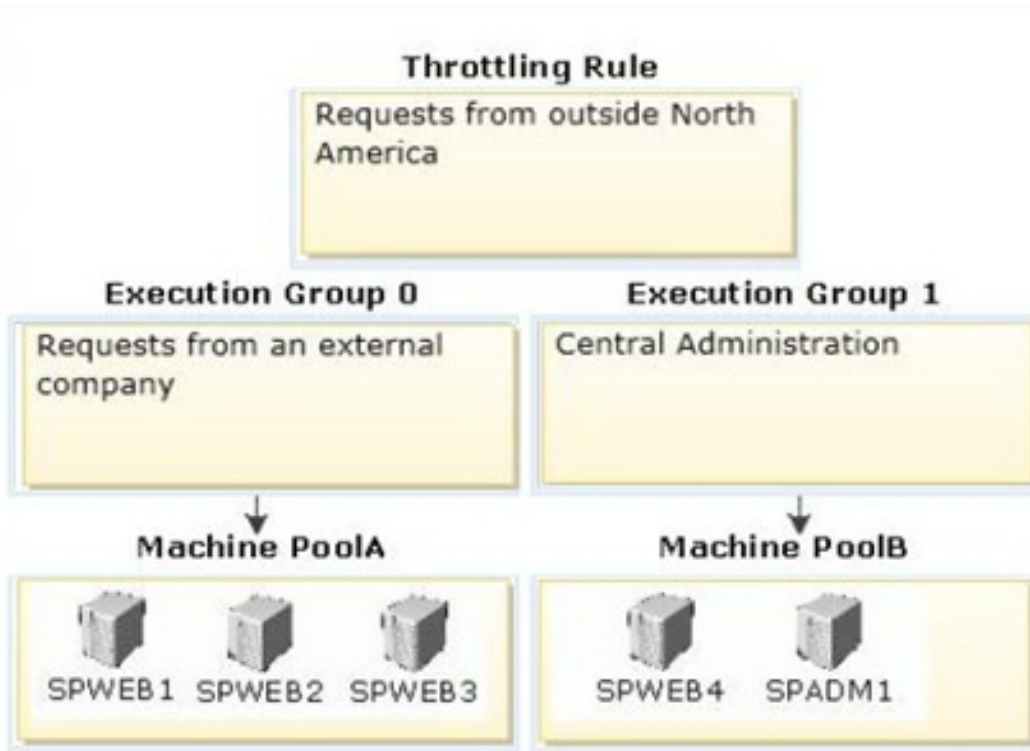 Throttling Rule
Requests from outside North
America
Execution Group 0
Execution Group 1
Requests from an external
company
Central Administration
Machine PoolA
Machine PoolB
SPWEB1 SPWEB2 SPWEB3
SPWEB4 SPADM1